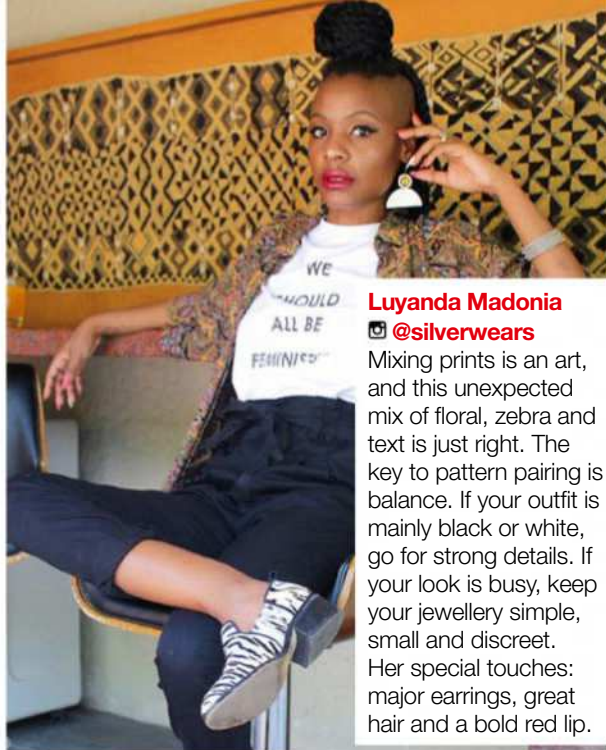 WE
SHOULD
ALL BE
Luyanda Madonia
@silverwears
Mixing prints is an art,
and this unexpected
mix of floral, zebra and
text is just right. The
key to pattern pairing is
balance. If your outfit is
mainly black or white,
go for strong details. If
your look is busy, keep
your jewellery simple,
small and discreet.
Her special touches:
major earrings, great
hair and a bold red lip.